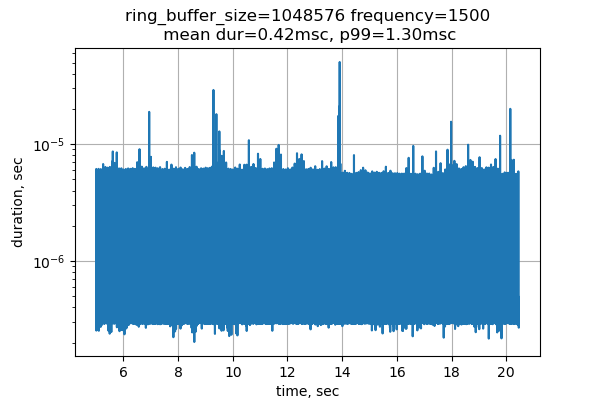 ring_buffer_size=1048576 frequency=1500
mean dur=0.42msc, p99=1.30msc
duration, sec
10⁻⁵
10⁻⁶
6 8 10 12 14 16 18 20
time, sec